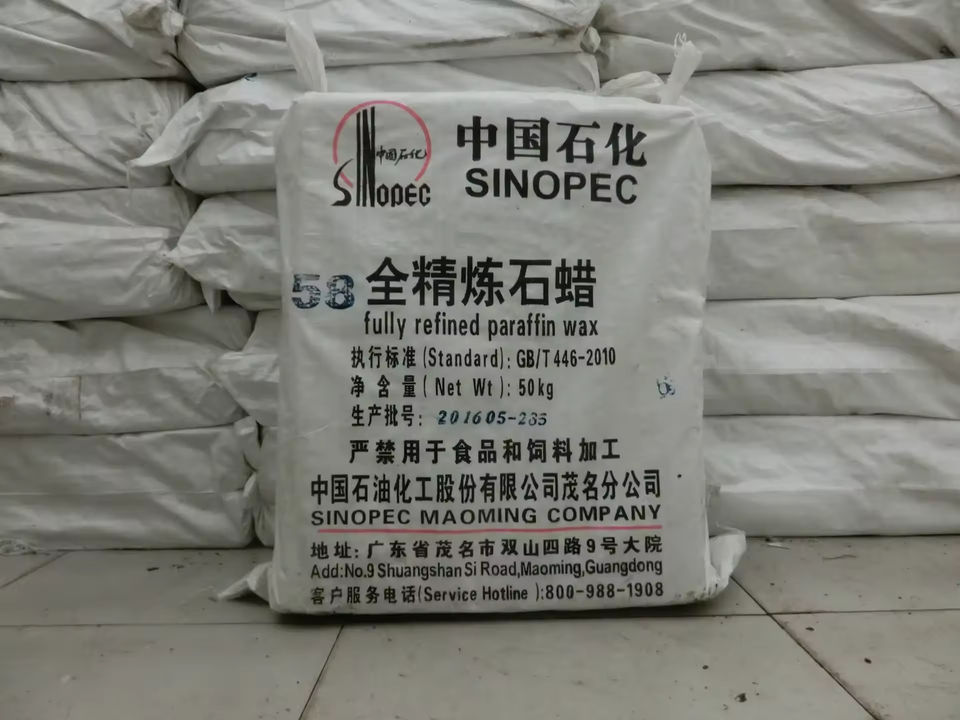 中国石化
SINOPEC
中国石化
SINOPEC
58 全精炼石蜡
fully refined paraffin wax
执行标准(Standard): GB/T 446-2010
净含量(Net Wt): 50kg
生产批号: 201605-235
严禁用于食品和饲料加工
中国石油化工股份有限公司茂名分公司
SINOPEC MAOMING COMPANY
地址: 广东省茂名市双山四路9号大院
Add:No.9 Shuangshan Si Road,Maoming,Guangdong
客户服务电话(Service Hotline ):800-988-1908